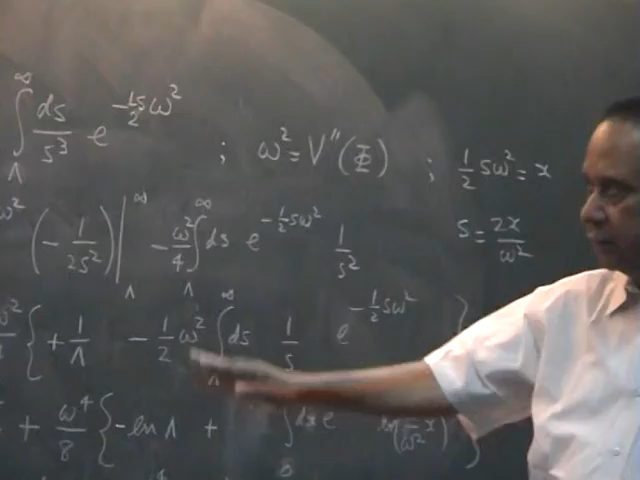 ∫_Λ^∞ ds/s³ e^{-½sω²} ; ω² = V''(Φ) ; ½sω² = x
ω² (-1/2s²)|_Λ^∞ - ω²/4 ∫_Λ^∞ ds e^{-½sω²} 1/s² s = 2x/ω²
ω² { +1/Λ - ½ω² ∫_Λ^∞ ds 1/s e^{-½sω²} }
+ ω⁴/8 { -ln Λ + ∫_0 dx e }